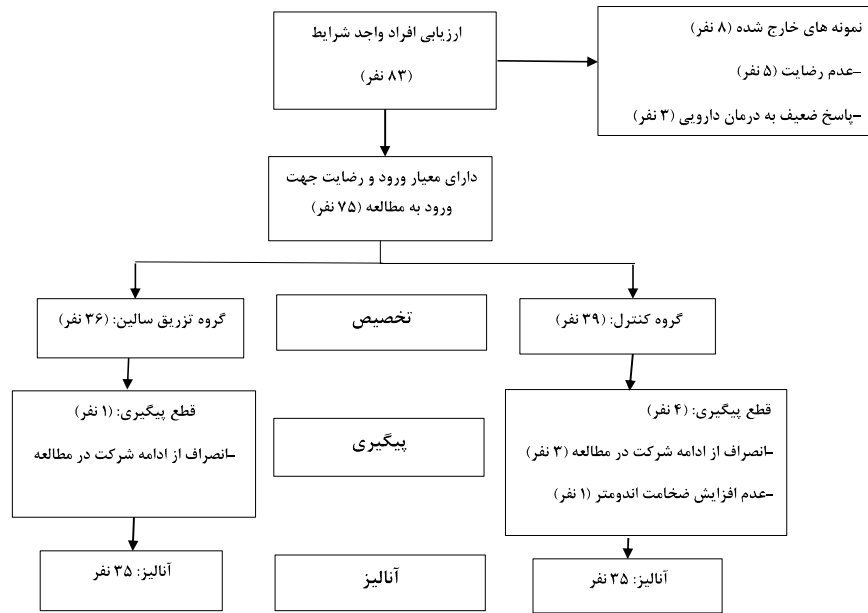 ارزیابی افراد واجد شرایط
(۸۳ نفر)
نمونه های خارج شده (۸ نفر)
-عدم رضایت (۵ نفر)
-پاسخ ضعیف به درمان دارویی (۳ نفر)
دارای معیار ورود و رضایت جهت
ورود به مطالعه (۷۵ نفر)
گروه کنترل: (۳۹ نفر)
تخصیص
گروه تزریق سالین: (۳۶ نفر)
قطع پیگیری: (۴ نفر)
-انصراف از ادامه شرکت در مطالعه (۳ نفر)
-عدم افزایش ضخامت اندومتر (۱ نفر)
پیگیری
قطع پیگیری: (۱ نفر)
-انصراف از ادامه شرکت در مطالعه
آنالیز: ۳۵ نفر
آنالیز
آنالیز: ۳۵ نفر